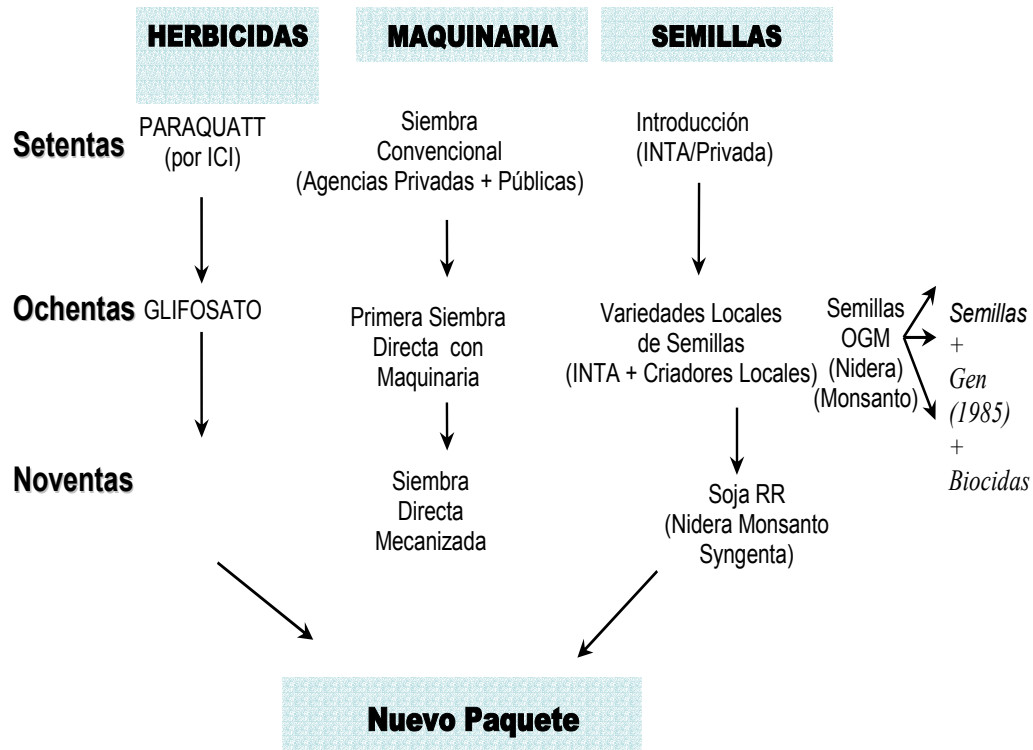 HERBICIDAS
MAQUINARIA
SEMILLAS
Setentas
PARAQUATT
(por ICI)
Siembra
Convencional
(Agencias Privadas + Públicas)
Introducción
(INTA/Privada)
Ochentas
GLIFOSATO
Primera Siembra
Directa con
Maquinaria
Variedades Locales
de Semillas
(INTA + Criadores Locales)
Semillas
OGM
(Nidera)
(Monsanto)
Semillas
+
Gen
(1985)
+
Biocidas
Noventas
Siembra
Directa
Mecanizada
Soja RR
(Nidera Monsanto
Syngenta)
Nuevo Paquete